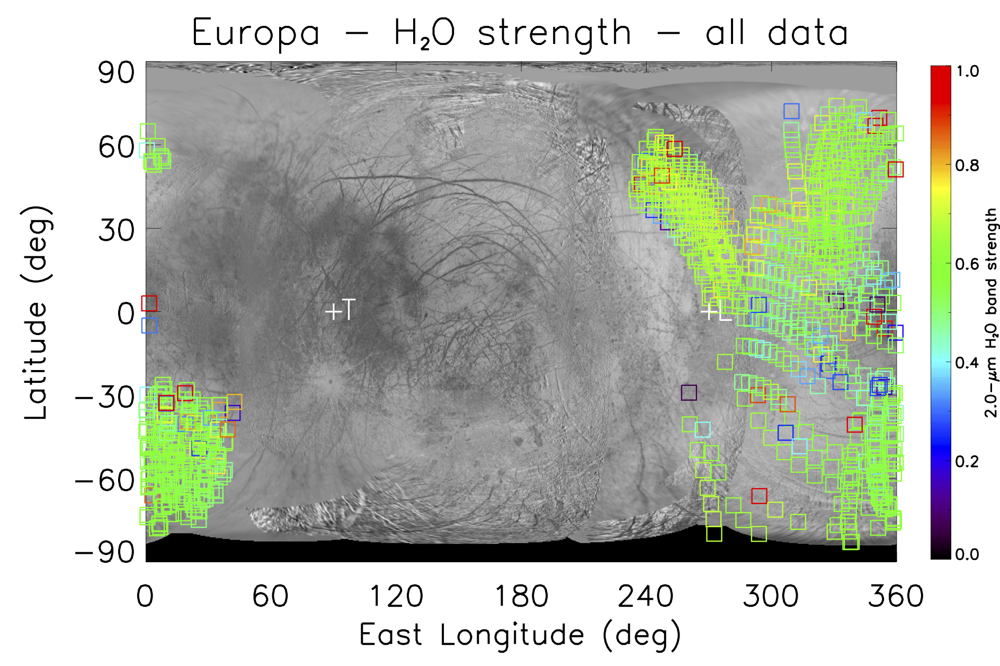 Europa – H₂O strength – all data
Latitude (deg)
90
60
30
0
−30
−60
−90
T
L
0 60 120 180 240 300 360
East Longitude (deg)
1.0
0.8
0.6
0.4
0.2
0.0
2.0−μm H₂O band strength